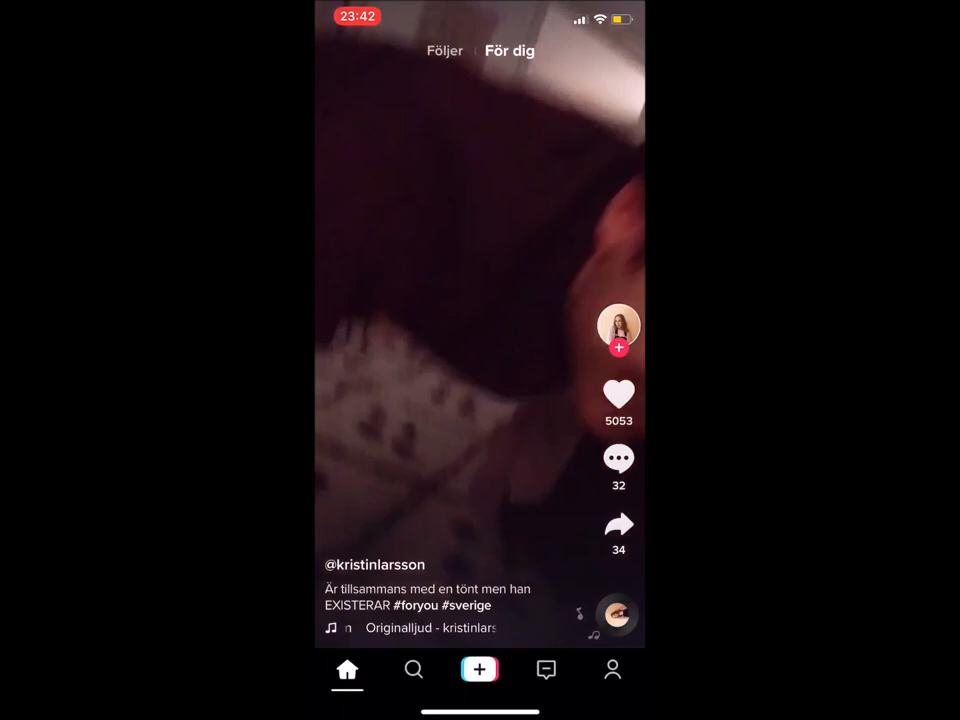 23:42
Följer
För dig
5053
32
34
@kristinlarsson
Är tillsammans med en tönt men han
EXISTERAR #foryou #sverige
n Originalljud - kristinlars